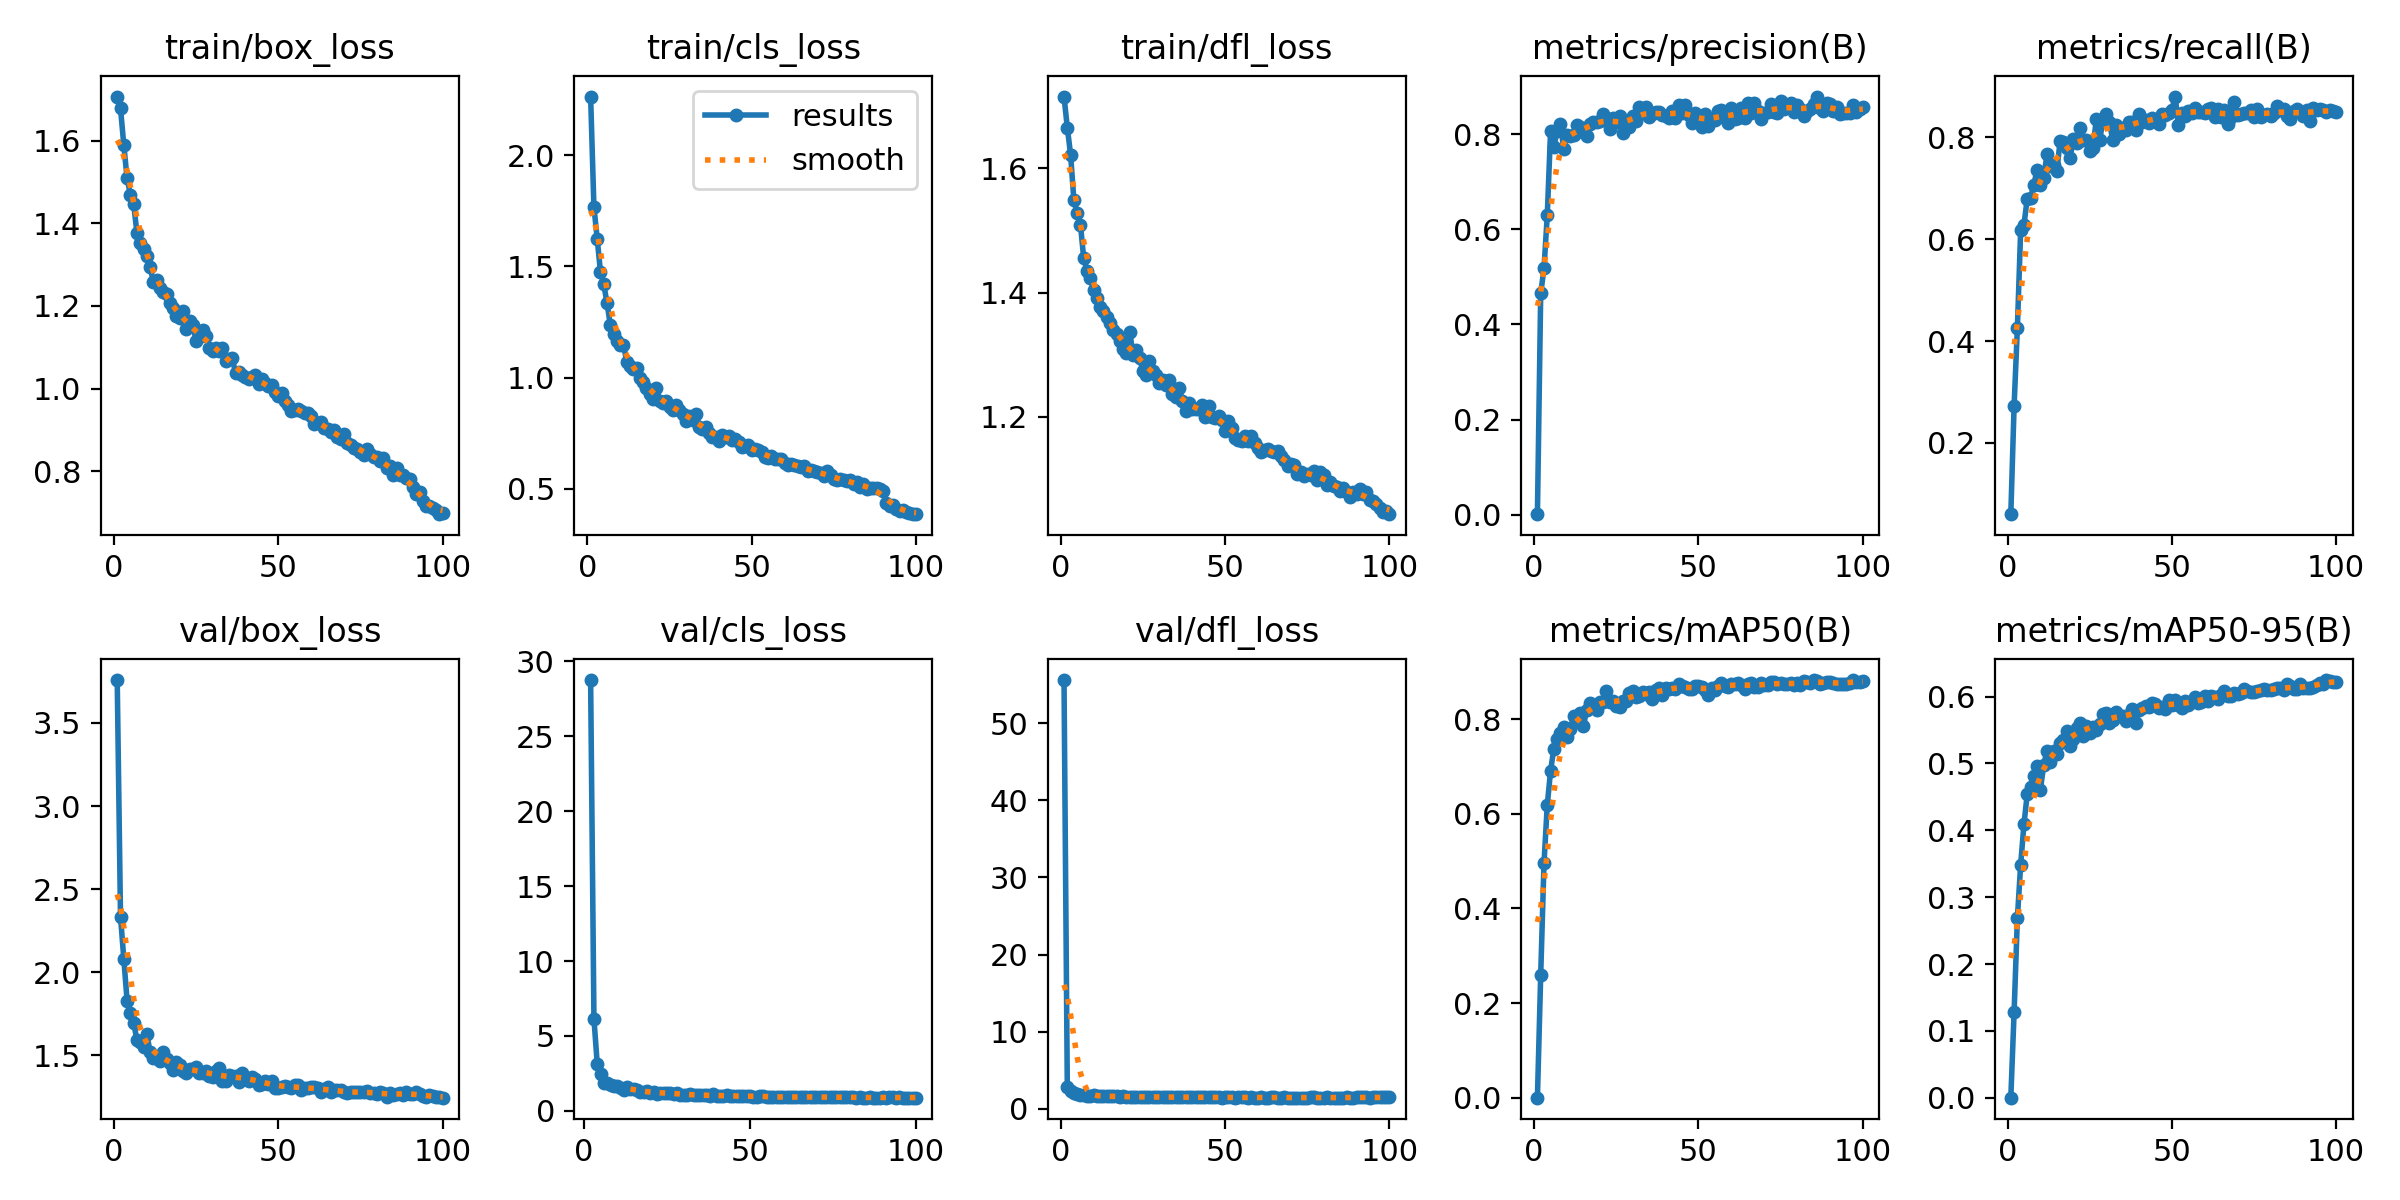 train/box_loss
1.6
1.4
1.2
1.0
0.8
0 50 100
train/cls_loss
results
smooth
2.0
1.5
1.0
0.5
0 50 100
train/dfl_loss
1.6
1.4
1.2
0 50 100
metrics/precision(B)
0.8
0.6
0.4
0.2
0.0
0 50 100
metrics/recall(B)
0.8
0.6
0.4
0.2
0 50 100
val/box_loss
3.5
3.0
2.5
2.0
1.5
0 50 100
val/cls_loss
30
25
20
15
10
5
0
0 50 100
val/dfl_loss
50
40
30
20
10
0
0 50 100
metrics/mAP50(B)
0.8
0.6
0.4
0.2
0.0
0 50 100
metrics/mAP50-95(B)
0.6
0.5
0.4
0.3
0.2
0.1
0.0
0 50 100